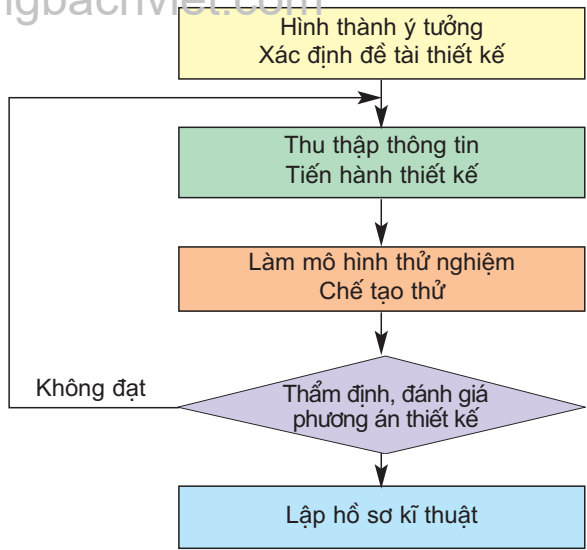 ngbachviet.com
Hình thành ý tưởng
Xác định đề tài thiết kế
Thu thập thông tin
Tiến hành thiết kế
Làm mô hình thử nghiệm
Chế tạo thử
Không đạt
Thẩm định, đánh giá
phương án thiết kế
Lập hồ sơ kĩ thuật